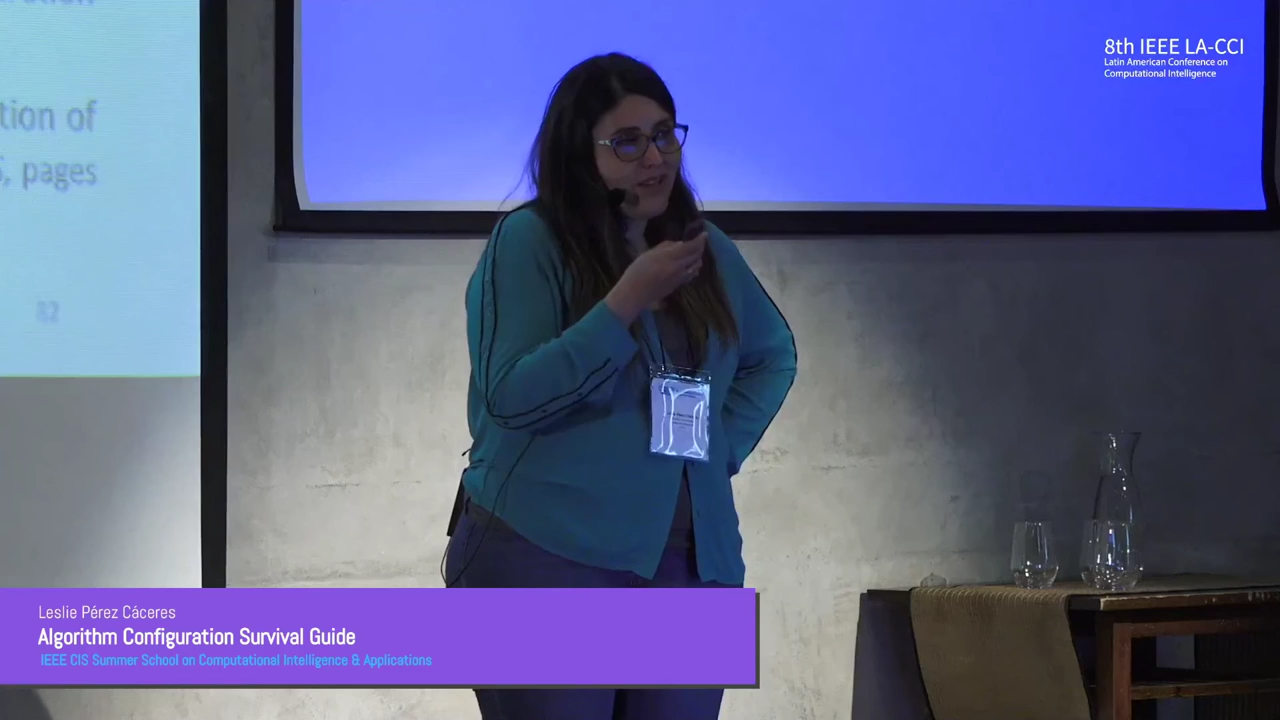 tion of
5, pages
82
8th IEEE LA-CCI
Latin American Conference on
Computational Intelligence
Leslie Pérez Cáceres
Algorithm Configuration Survival Guide
IEEE CIS Summer School on Computational Intelligence & Applications